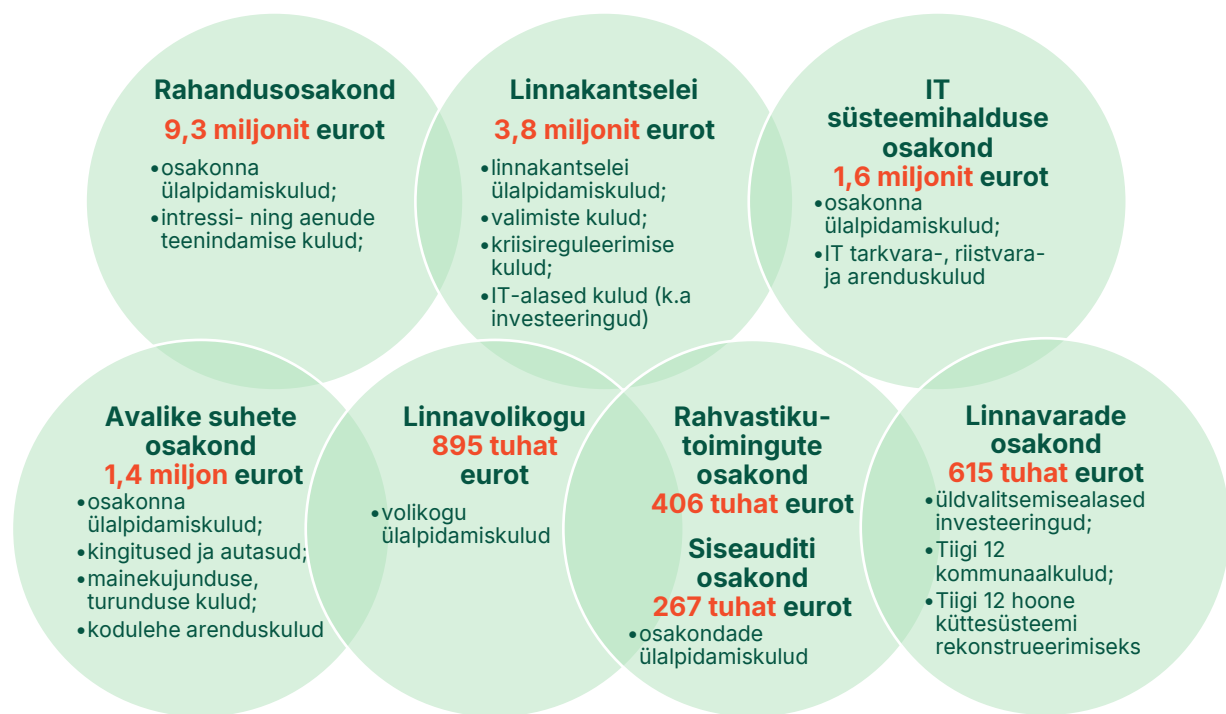 Rahandusosakond
9,3 miljonit eurot
•osakonna
ülalpidamiskulud;
•intressi- ning aenude
teenindamise kulud;
Linnakantselei
3,8 miljonit eurot
•linnakantselei
ülalpidamiskulud;
•valimiste kulud;
•kriisireguleerimise
kulud;
•IT-alased kulud (k.a
investeeringud)
IT
süsteemihalduse
osakond
1,6 miljonit eurot
•osakonna
ülalpidamiskulud;
•IT tarkvara-, riistvara-
ja arenduskulud
Avalike suhete
osakond
1,4 miljon eurot
•osakonna
ülalpidamiskulud;
•kingitused ja autasud;
•mainekujunduse,
turunduse kulud;
•kodulehe arenduskulud
Linnavolikogu
895 tuhat
eurot
•volikogu
ülalpidamiskulud
Rahvastiku-
toimingute
osakond
406 tuhat eurot
Siseauditi
osakond
267 tuhat eurot
•osakondade
ülalpidamiskulud
Linnavarade
osakond
615 tuhat eurot
•üldvalitsemisealased
investeeringud;
•Tiigi 12
kommunaalkulud;
•Tiigi 12 hoone
küttesüsteemi
rekonstrueerimiseks